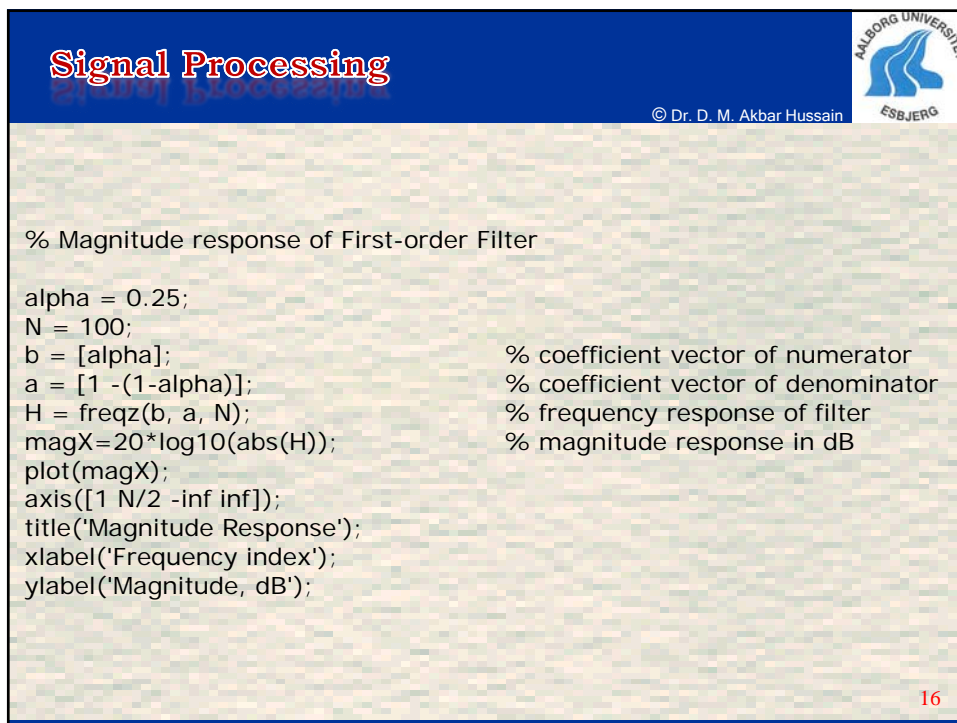 Signal Processing
AALBORG UNIVERSITET
ESBJERG
© Dr. D. M. Akbar Hussain
% Magnitude response of First-order Filter
alpha = 0.25;
N = 100;
b = [alpha]; % coefficient vector of numerator
a = [1 -(1-alpha)]; % coefficient vector of denominator
H = freqz(b, a, N); % frequency response of filter
magX=20*log10(abs(H)); % magnitude response in dB
plot(magX);
axis([1 N/2 -inf inf]);
title('Magnitude Response');
xlabel('Frequency index');
ylabel('Magnitude, dB');
16